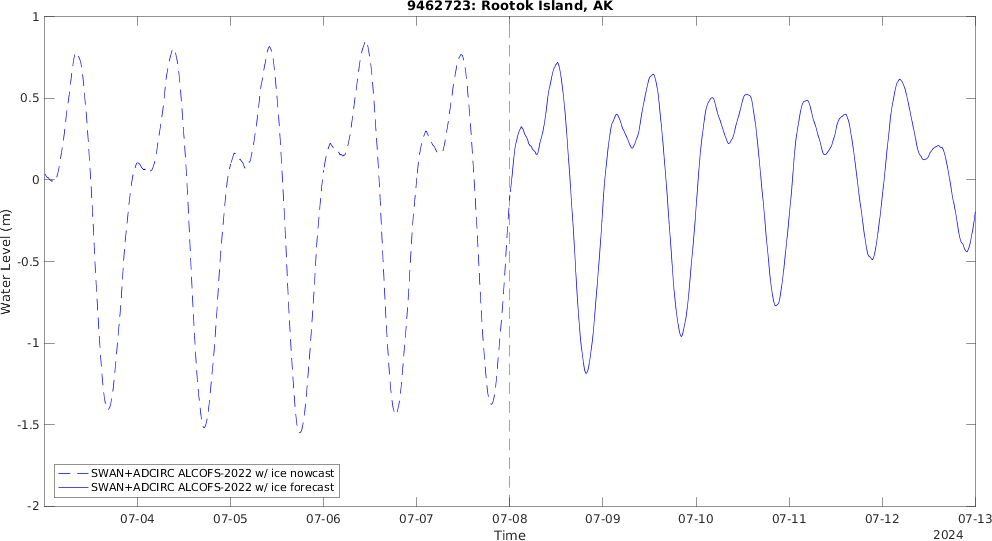 9462723: Rootok Island, AK
1
0.5
0
-0.5
-1
-1.5
-2
Water Level (m)
SWAN+ADCIRC ALCOFS-2022 w/ ice nowcast
SWAN+ADCIRC ALCOFS-2022 w/ ice forecast
07-04 07-05 07-06 07-07 07-08 07-09 07-10 07-11 07-12 07-13
Time
2024